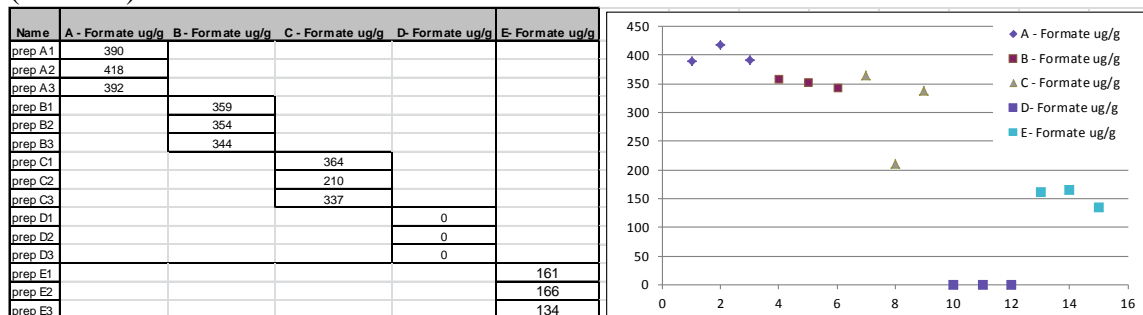 Name A - Formate ug/g B - Formate ug/g C - Formate ug/g D- Formate ug/g E- Formate ug/g
prep A1 390
prep A2 418
prep A3 392
prep B1 359
prep B2 354
prep B3 344
prep C1 364
prep C2 210
prep C3 337
prep D1 0
prep D2 0
prep D3 0
prep E1 161
prep E2 166
prep E3 134
450
400
350
300
250
200
150
100
50
0
0 2 4 6 8 10 12 14 16
A - Formate ug/g
B - Formate ug/g
C - Formate ug/g
D- Formate ug/g
E- Formate ug/g